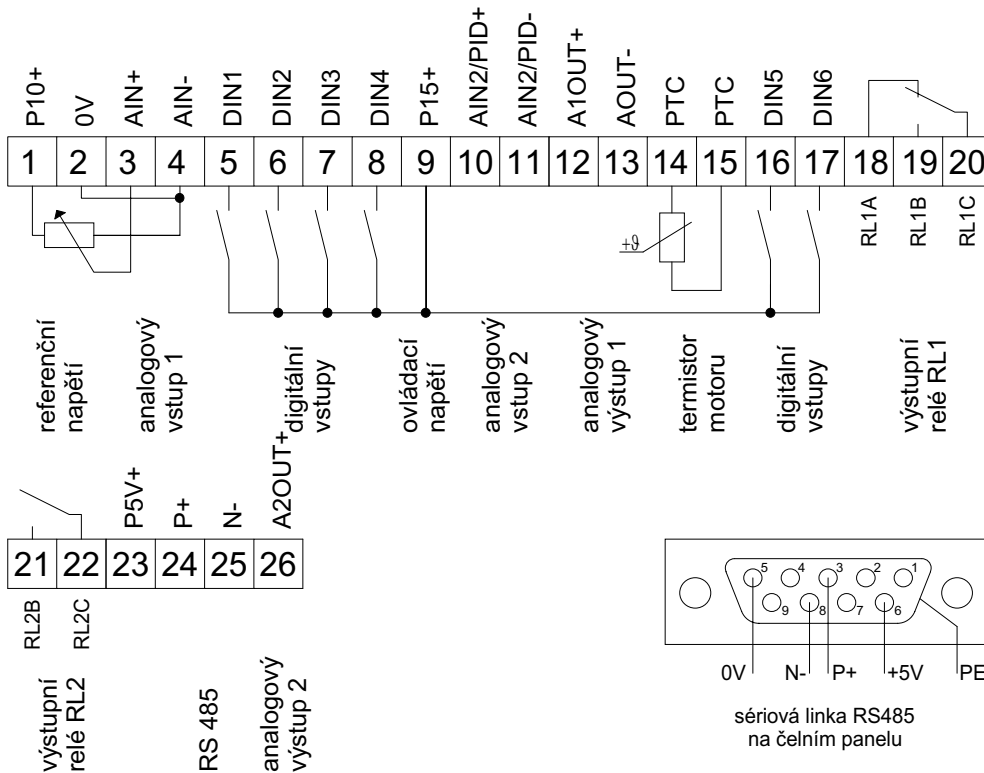 P10+
0V
AIN+
AIN-
DIN1
DIN2
DIN3
DIN4
P15+
AIN2/PID+
AIN2/PID-
A1OUT+
AOUT-
PTC
PTC
DIN5
DIN6
1 2 3 4 5 6 7 8 9 10 11 12 13 14 15 16 17 18 19 20
RL1A
RL1B
RL1C
+ϑ
referenční
napětí
analogový
vstup 1
digitální
vstupy
ovládací
napětí
analogový
vstup 2
analogový
výstup 1
termistor
motoru
digitální
vstupy
výstupní
relé RL1
P5V+
P+
N-
A2OUT+
21 22 23 24 25 26
RL2B
RL2C
výstupní
relé RL2
RS 485
analogový
výstup 2
5 4 3 2 1
9 8 7 6
0V N- P+ +5V PE
sériová linka RS485
na čelním panelu